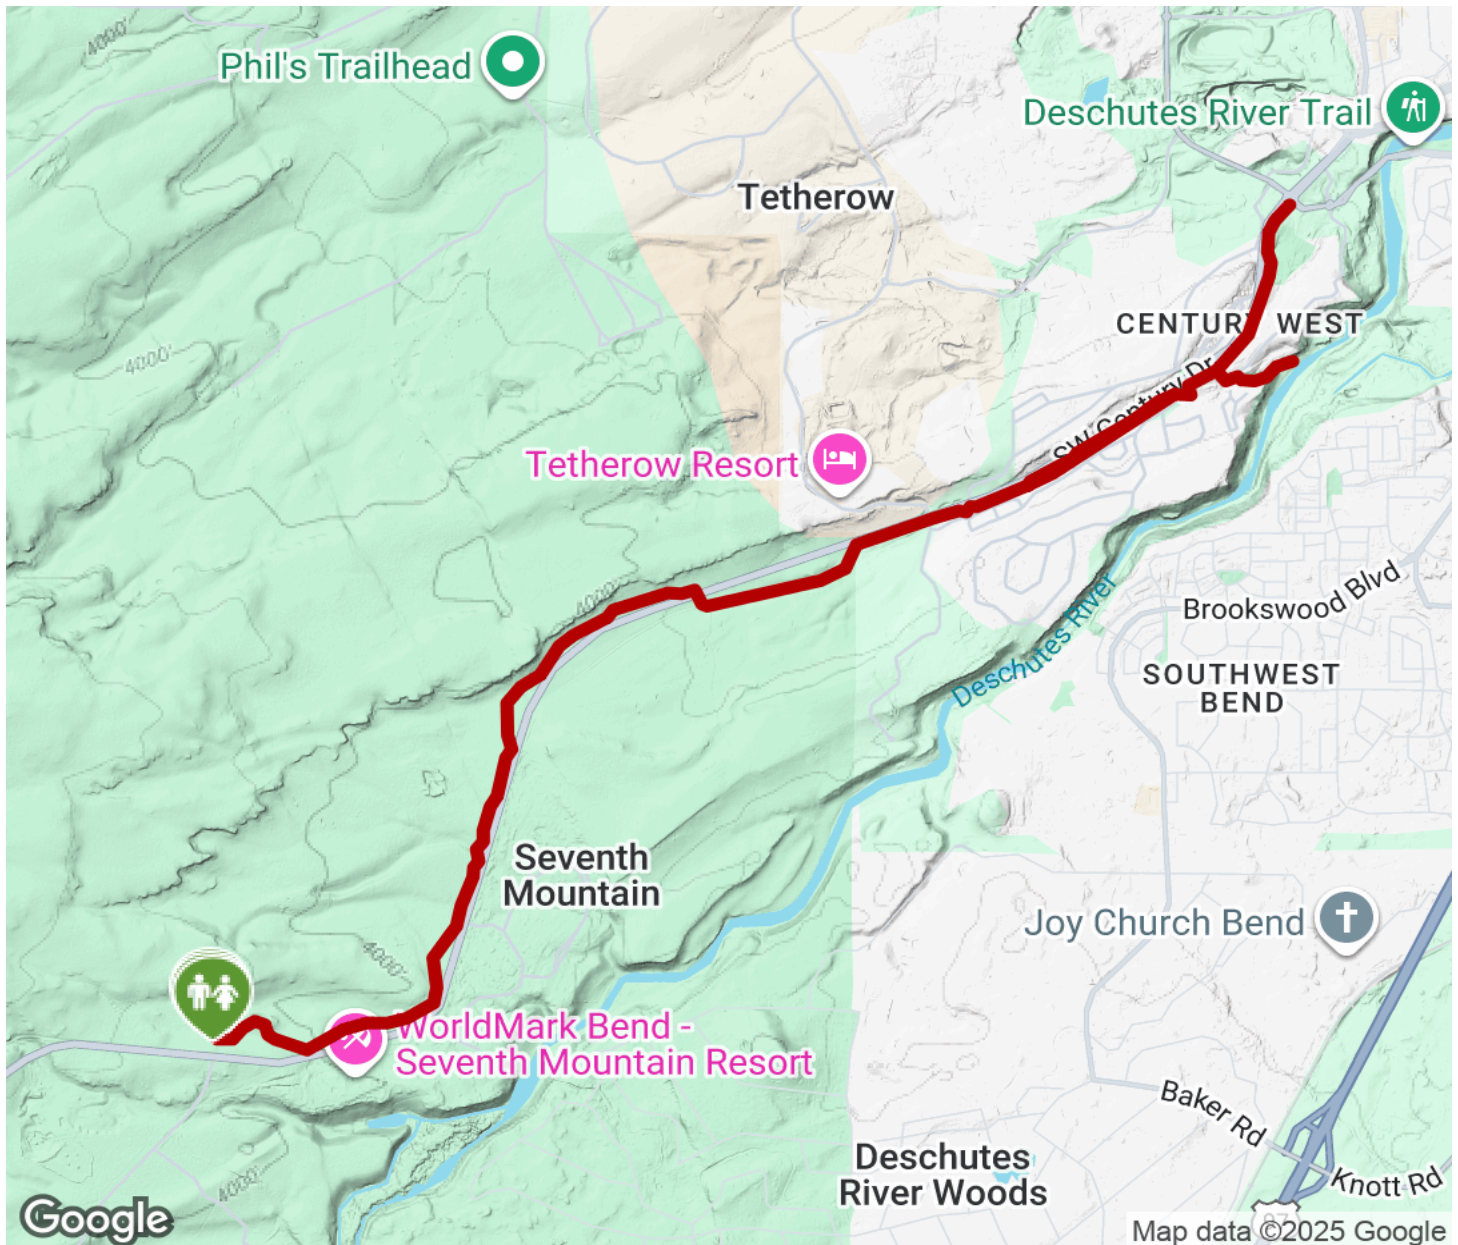 4000'
Phil's Trailhead
Deschutes River Trail
Tetherow
CENTURY WEST
4000'
SW Century Dr
Tetherow Resort
4000'
Deschutes River
Brookswood Blvd
SOUTHWEST
BEND
Seventh
Mountain
Joy Church Bend
4000'
WorldMark Bend -
Seventh Mountain Resort
Baker Rd
Deschutes
River Woods
Knott Rd
4000'
97
Google
Map data ©2025 Google